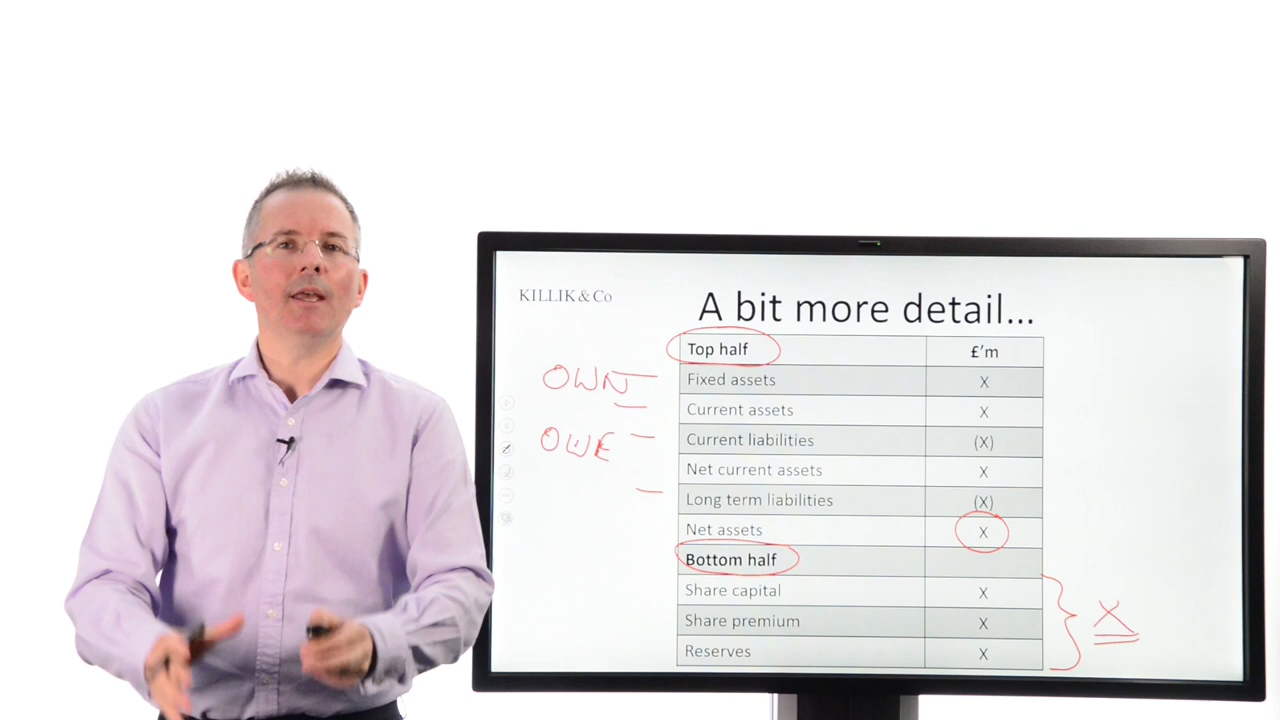 KILLIK & Co
A bit more detail...
Top half £'m
OWN
Fixed assets X
Current assets X
OWE
Current liabilities (X)
Net current assets X
Long term liabilities (X)
Net assets X
Bottom half
Share capital X
Share premium X
Reserves X
X